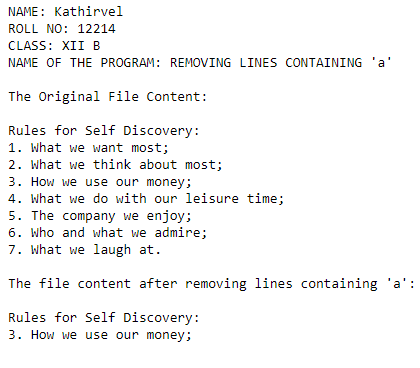 NAME: Kathirvel
ROLL NO: 12214
CLASS: XII B
NAME OF THE PROGRAM: REMOVING LINES CONTAINING 'a'
The Original File Content:
Rules for Self Discovery:
1. What we want most;
2. What we think about most;
3. How we use our money;
4. What we do with our leisure time;
5. The company we enjoy;
6. Who and what we admire;
7. What we laugh at.
The file content after removing lines containing 'a':
Rules for Self Discovery:
3. How we use our money;